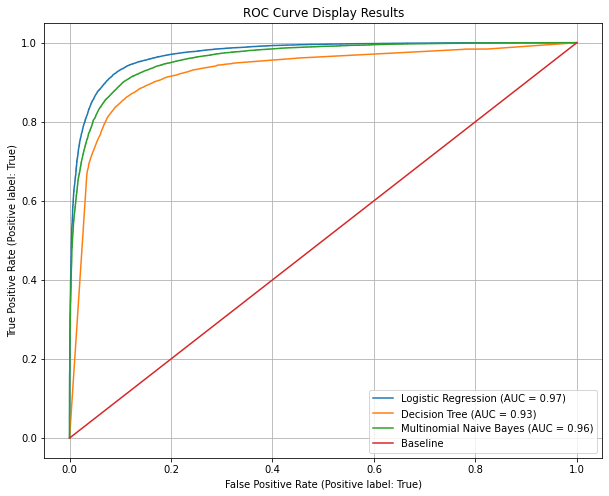 ROC Curve Display Results
True Positive Rate (Positive label: True)
1.0
0.8
0.6
0.4
0.2
0.0
Logistic Regression (AUC = 0.97)
Decision Tree (AUC = 0.93)
Multinomial Naive Bayes (AUC = 0.96)
Baseline
0.0 0.2 0.4 0.6 0.8 1.0
False Positive Rate (Positive label: True)